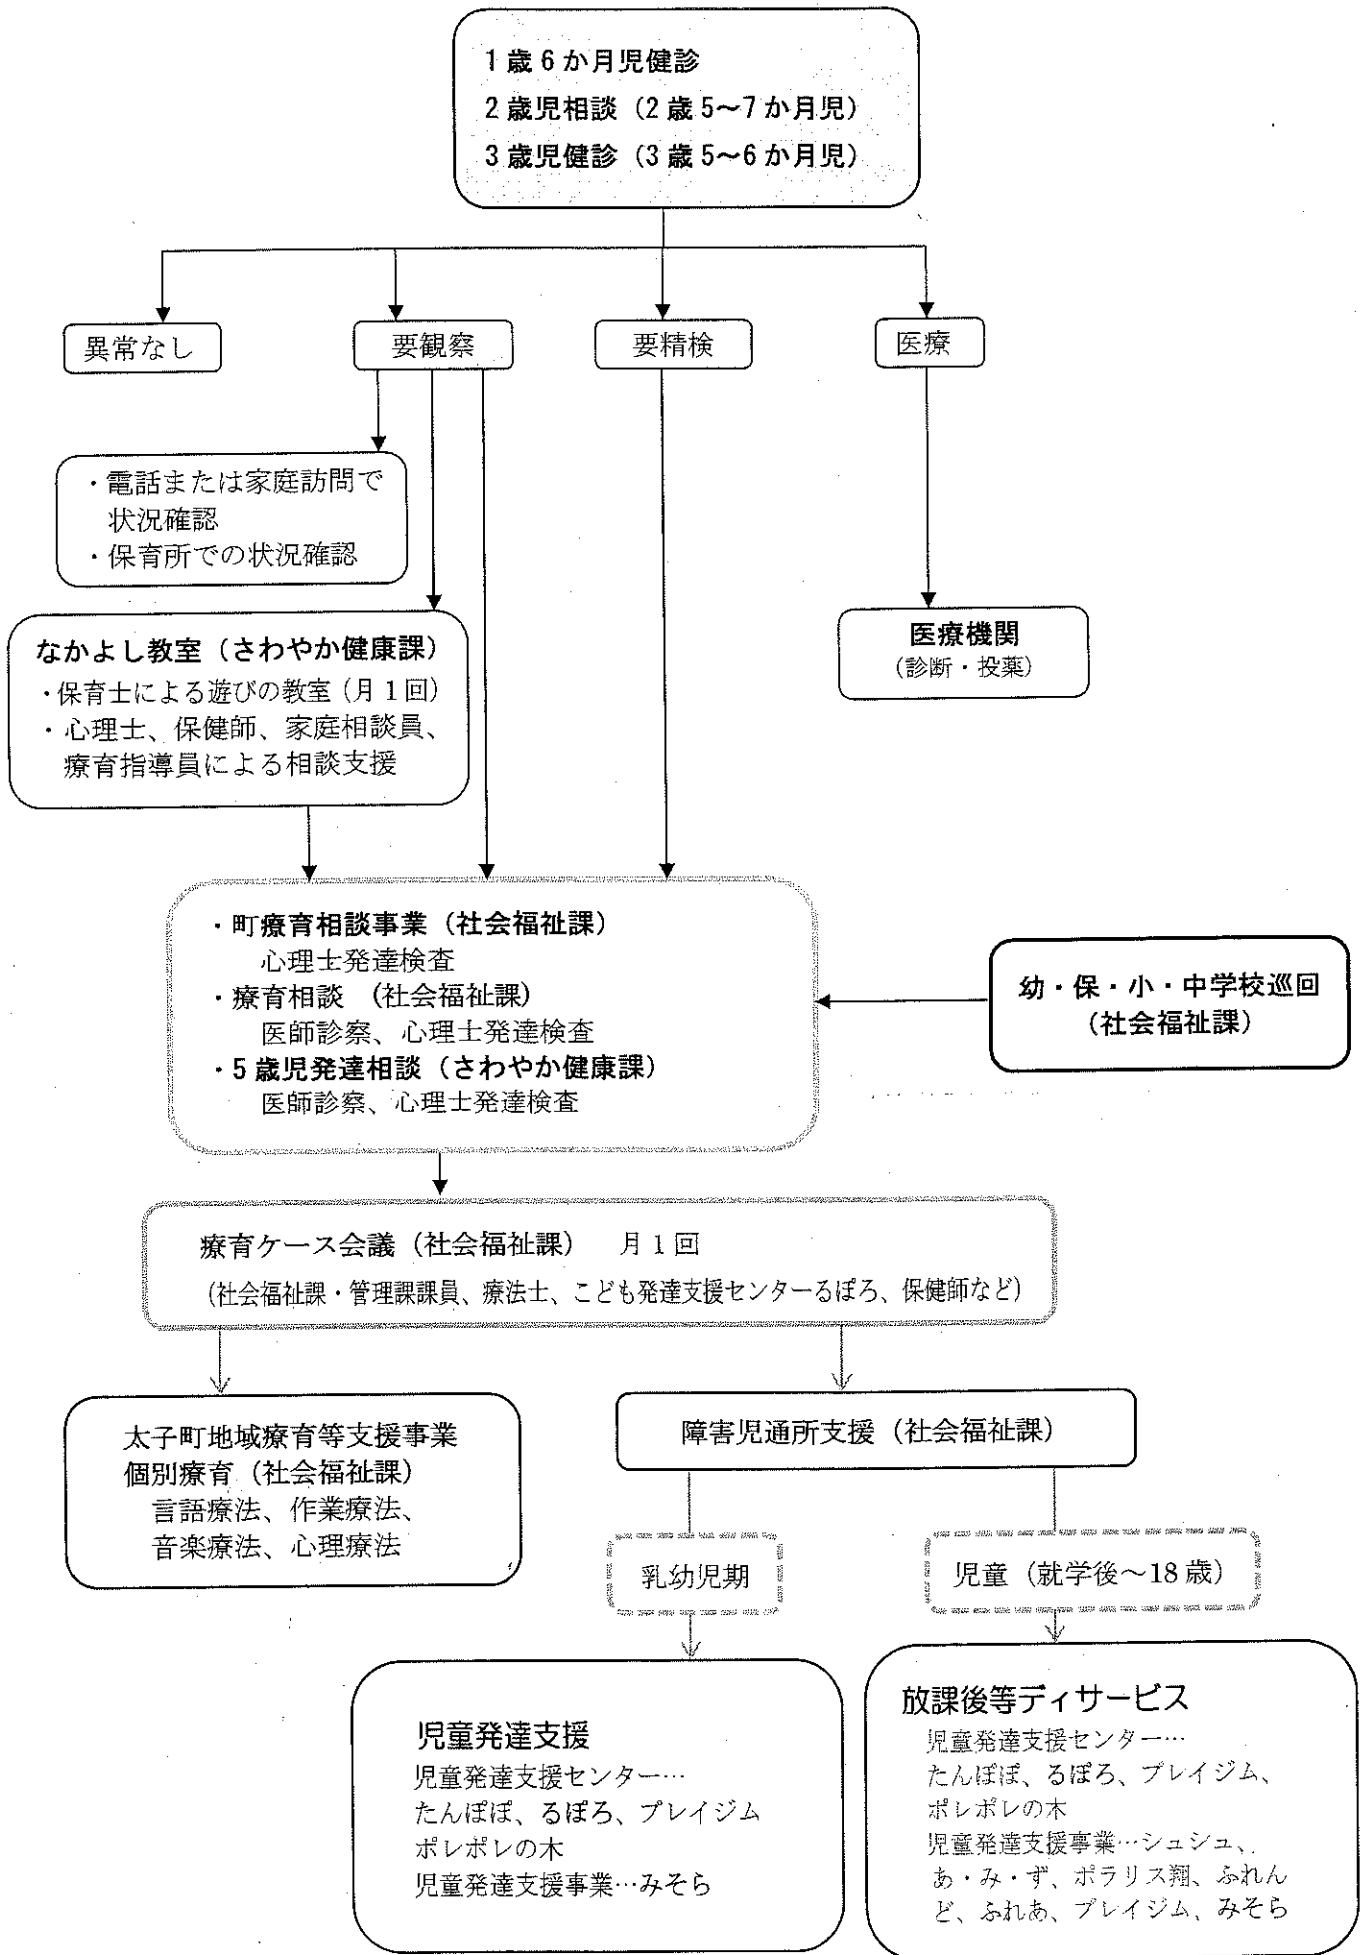 1歳6か月児健診
2歳児相談（2歳5～7か月児）
3歳児健診（3歳5～6か月児）
異常なし
要観察
要精検
医療
・電話または家庭訪問で
状況確認
・保育所での状況確認
なかよし教室（さわやか健康課）
・保育士による遊びの教室（月1回）
・心理士、保健師、家庭相談員、
療育指導員による相談支援
医療機関
（診断・投薬）
・町療育相談事業（社会福祉課）
心理士発達検査
・療育相談　（社会福祉課）
医師診察、心理士発達検査
・5歳児発達相談（さわやか健康課）
医師診察、心理士発達検査
幼・保・小・中学校巡回
（社会福祉課）
療育ケース会議（社会福祉課）　月1回
（社会福祉課・管理課課員、療法士、こども発達支援センターるぽろ、保健師など）
太子町地域療育等支援事業
個別療育（社会福祉課）
言語療法、作業療法、
音楽療法、心理療法
障害児通所支援（社会福祉課）
乳幼児期
児童（就学後～18歳）
児童発達支援
児童発達支援センター…
たんぽぽ、るぽろ、プレイジム
ポレポレの木
児童発達支援事業…みそら
放課後等ディサービス
児童発達支援センター…
たんぽぽ、るぽろ、プレイジム、
ポレポレの木
児童発達支援事業…シュシュ、
あ・み・ず、ポラリス翔、ふれん
ど、ふれあ、プレイジム、みそら